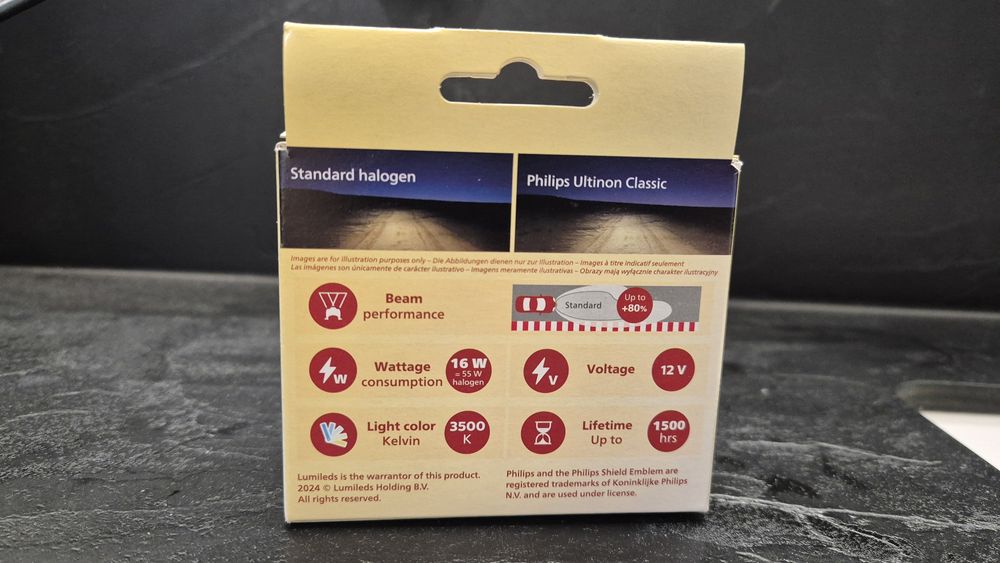 Standard halogen
Philips Ultinon Classic
Images are for illustration purposes only – Die Abbildungen dienen nur zur Illustration – Images à titre indicatif seulement
Las imágenes son únicamente de carácter ilustrativo – Imagens meramente ilustrativas – Obrazy mają wyłącznie charakter ilustracyjny
Beam
performance
Standard
Up to
+80%
W
Wattage
consumption
16 W
= 55 W
halogen
V
Voltage
12 V
Light color
Kelvin
3500
K
Lifetime
Up to
1500
hrs
Lumileds is the warrantor of this product.
2024 © Lumileds Holding B.V.
All rights reserved.
Philips and the Philips Shield Emblem are
registered trademarks of Koninklijke Philips
N.V. and are used under license.